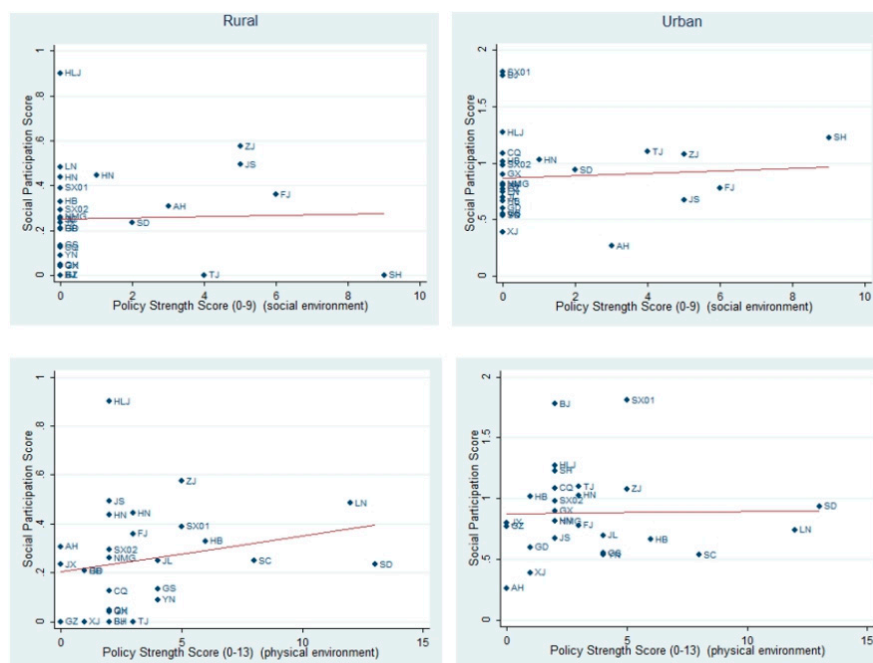 Rural
Urban
Social Participation Score
0 .2 .4 .6 .8 1
HLJ
ZJ
LN
JS
HN
HN
SX01
FJ
HB
AH
SX02
NMG
SD
GS
CQ
YN
TJ
SH
0 2 4 6 8 10
Policy Strength Score (0-9) (social environment)
Social Participation Score
0 .5 1 1.5 2
SX01
BJ
HLJ
SH
CQ
TJ
ZJ
HB
HN
SX02
SD
GX
NMG
FJ
JS
XJ
AH
0 2 4 6 8 10
Policy Strength Score (0-9) (social environment)
Social Participation Score
0 .2 .4 .6 .8 1
HLJ
ZJ
JS
LN
HN
HN
SX01
FJ
HB
AH
SX02
NMG
JL
SC
JX
SD
CQ
GS
YN
GZ
XJ
TJ
0 5 10 15
Policy Strength Score (0-13) (physical environment)
Social Participation Score
0 .5 1 1.5 2
BJ
SX01
HLJ
SH
CQ
TJ
ZJ
HB
HN
SX02
GX
SD
JX
NMG
GZ
FJ
LN
JS
JL
HB
GD
YN
SC
XJ
AH
0 5 10 15
Policy Strength Score (0-13) (physical environment)